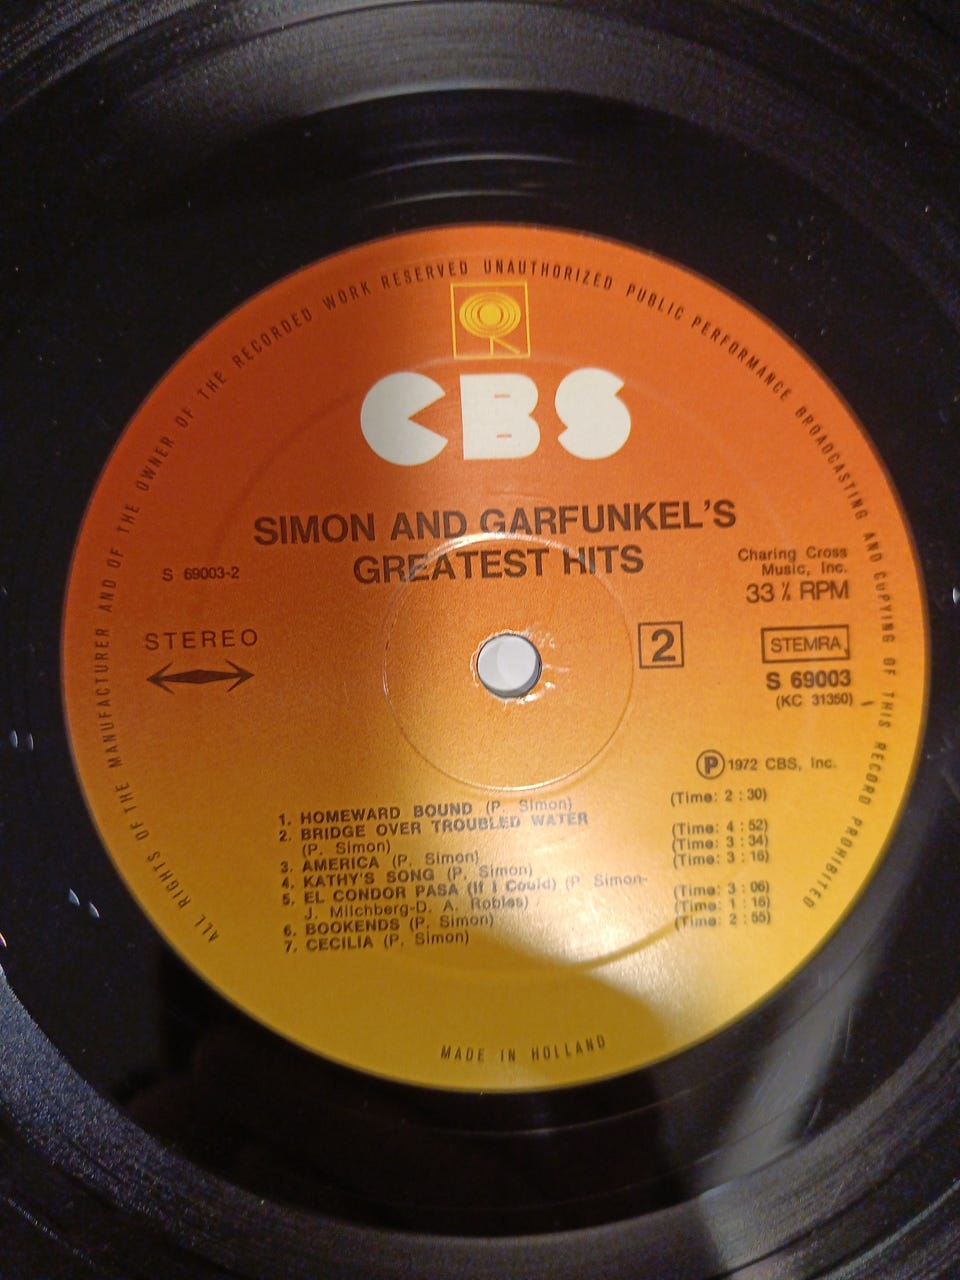 ALL RIGHTS OF THE MANUFACTURER AND OF THE OWNER OF THE RECORDED WORK RESERVED UNAUTHORIZED PUBLIC PERFORMANCE BROADCASTING AND COPYING OF THIS RECORD PROHIBITED
CBS
SIMON AND GARFUNKEL'S
GREATEST HITS
S 69003-2
STEREO
Charing Cross
Music, Inc.
33 ⅓ RPM
2
STEMRA
S 69003
(KC 31350)
Ⓟ 1972 CBS, Inc.
1. HOMEWARD BOUND (P. Simon) (Time: 2 : 30)
2. BRIDGE OVER TROUBLED WATER
(P. Simon) (Time: 4 : 52)
3. AMERICA (P. Simon) (Time: 3 : 34)
4. KATHY'S SONG (P. Simon) (Time: 3 : 16)
5. EL CONDOR PASA (If I Could) (P. Simon-
J. Milchberg-D. A. Robles) (Time: 3 : 06)
6. BOOKENDS (P. Simon) (Time: 1 : 16)
7. CECILIA (P. Simon) (Time: 2 : 55)
MADE IN HOLLAND